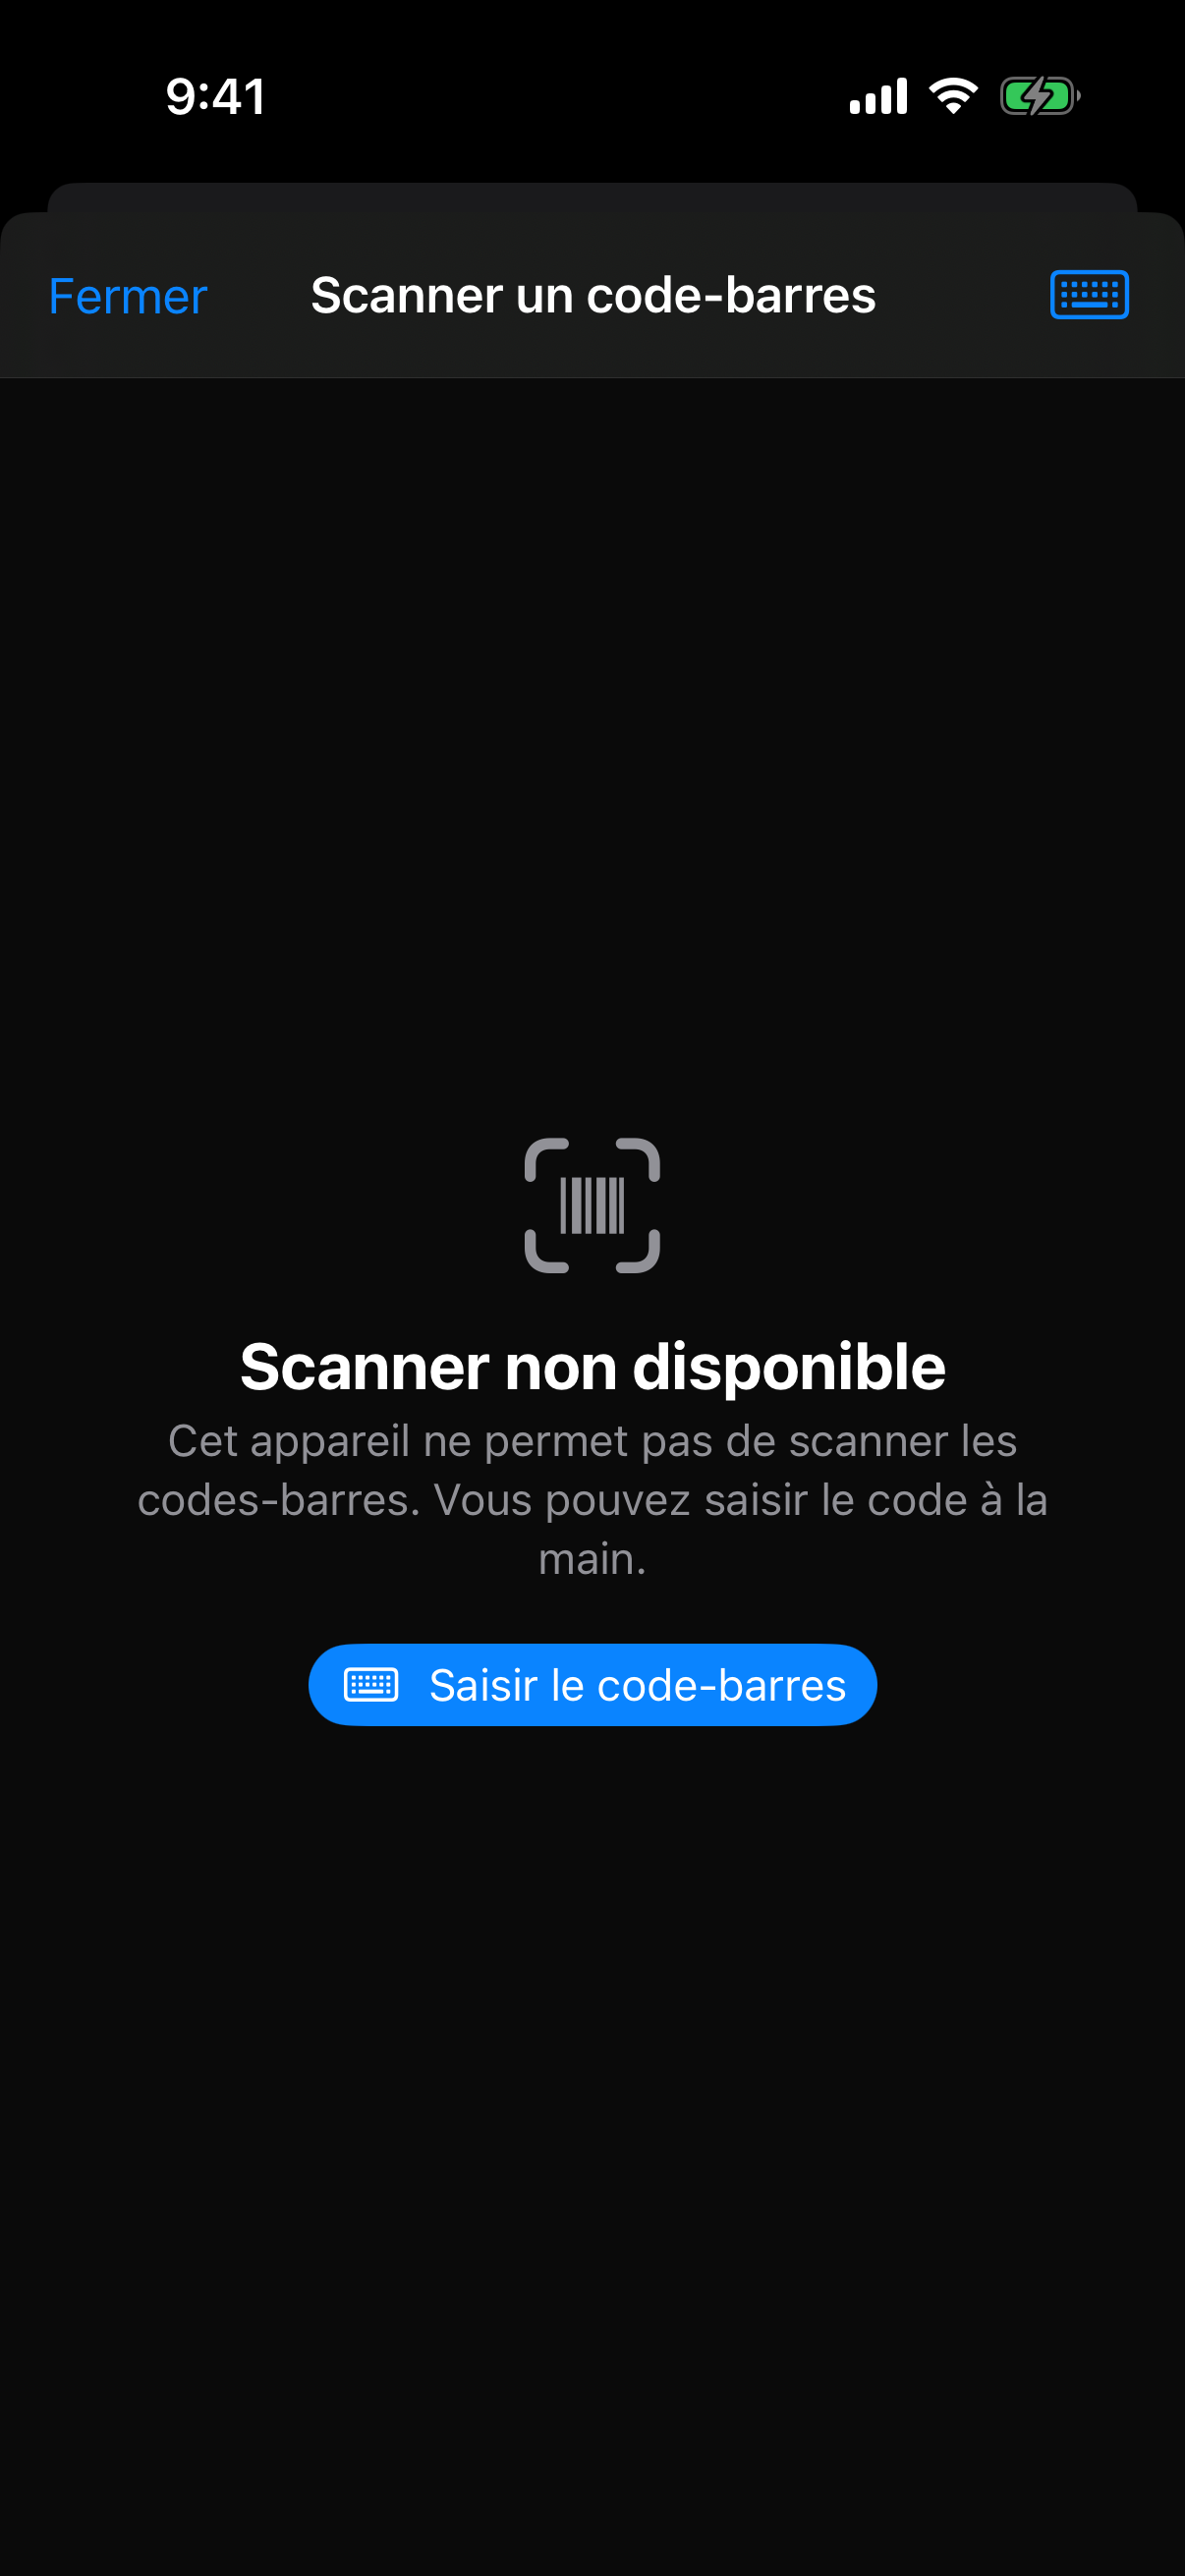 9:41
Fermer
Scanner un code-barres
Scanner non disponible
Cet appareil ne permet pas de scanner les
codes-barres. Vous pouvez saisir le code à la
main.
Saisir le code-barres